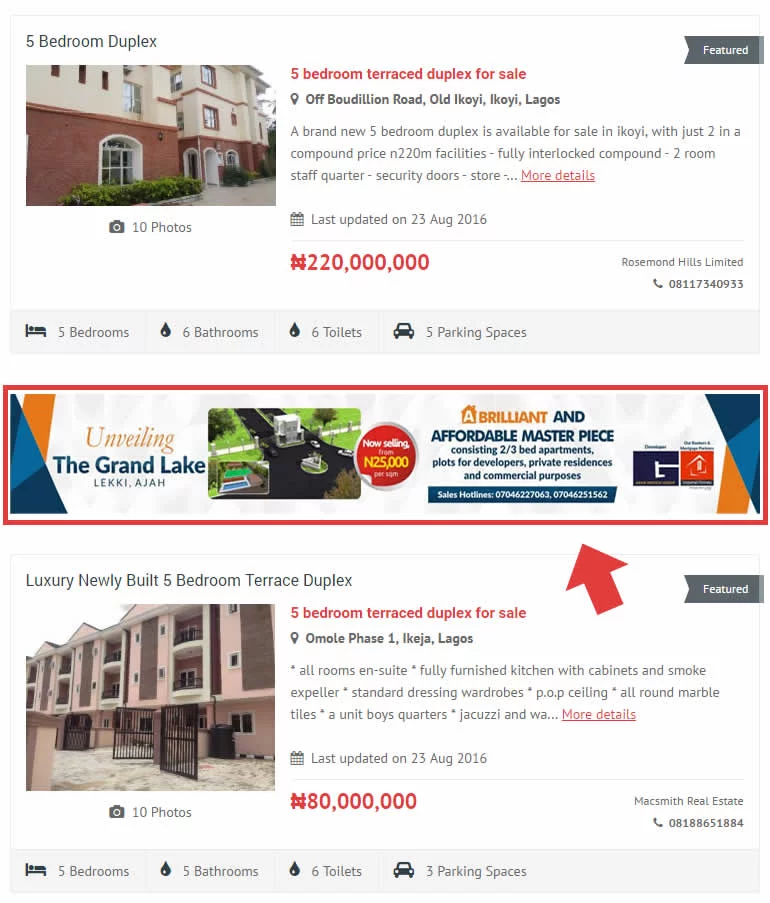 5 Bedroom Duplex
Featured
5 bedroom terraced duplex for sale
Off Boudillion Road, Old Ikoyi, Ikoyi, Lagos
A brand new 5 bedroom duplex is available for sale in ikoyi, with just 2 in a
compound price n220m facilities - fully interlocked compound - 2 room
staff quarter - security doors - store -... More details
10 Photos
Last updated on 23 Aug 2016
₦220,000,000
Rosemond Hills Limited
08117340933
5 Bedrooms
6 Bathrooms
6 Toilets
5 Parking Spaces
Unveiling
The Grand Lake
LEKKI, AJAH
Now selling,
from
N25,000
per sqm
A BRILLIANT AND
AFFORDABLE MASTER PIECE
consisting 2/3 bed apartments,
plots for developers, private residences
and commercial purposes
Sales Hotlines: 07046227063, 07046251562
Developer
Our Bankers &
Mortgage Partners
Luxury Newly Built 5 Bedroom Terrace Duplex
Featured
5 bedroom terraced duplex for sale
Omole Phase 1, Ikeja, Lagos
* all rooms en-suite * fully furnished kitchen with cabinets and smoke
expeller * standard dressing wardrobes * p.o.p ceiling * all round marble
tiles * a unit boys quarters * jacuzzi and wa... More details
10 Photos
Last updated on 23 Aug 2016
₦80,000,000
Macsmith Real Estate
08188651884
5 Bedrooms
5 Bathrooms
6 Toilets
3 Parking Spaces